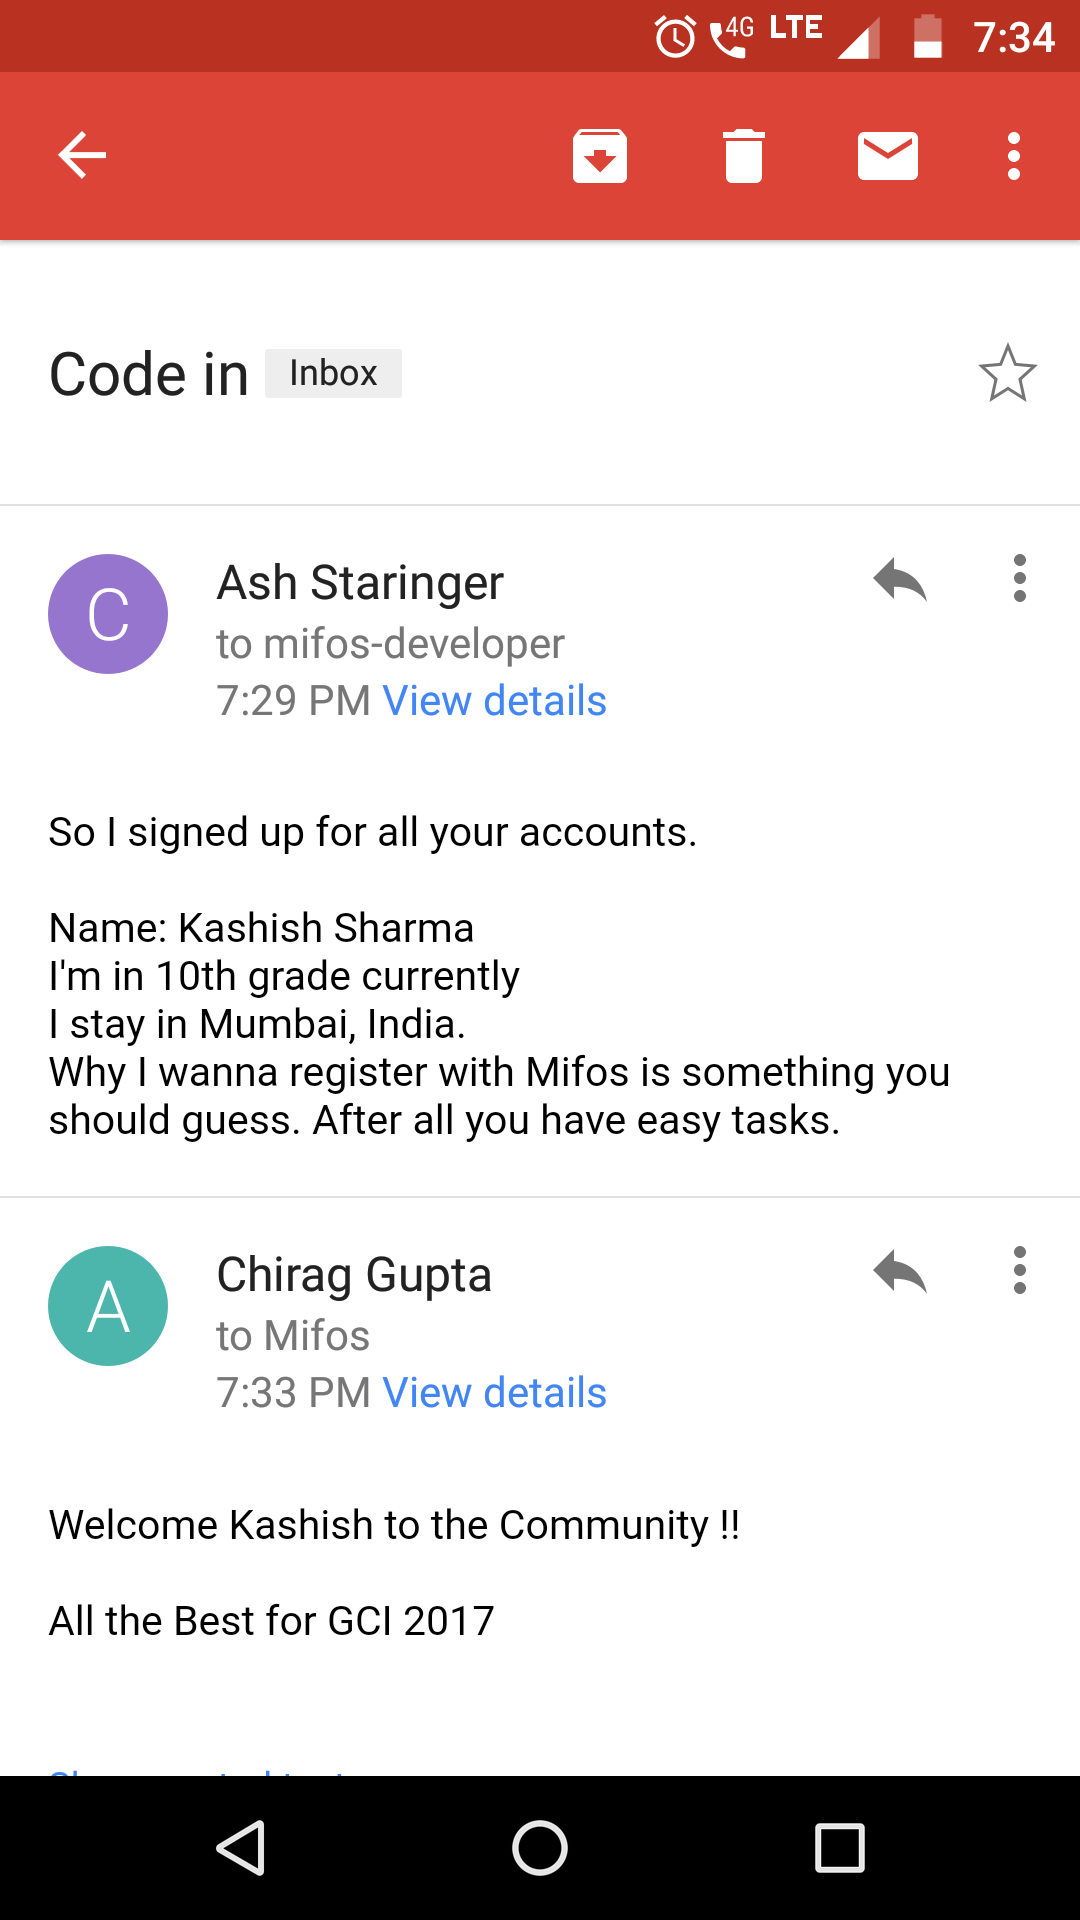 4G LTE 7:34
Code in Inbox
C
Ash Staringer
to mifos-developer
7:29 PM View details
So I signed up for all your accounts.
Name: Kashish Sharma
I'm in 10th grade currently
I stay in Mumbai, India.
Why I wanna register with Mifos is something you
should guess. After all you have easy tasks.
A
Chirag Gupta
to Mifos
7:33 PM View details
Welcome Kashish to the Community !!
All the Best for GCI 2017